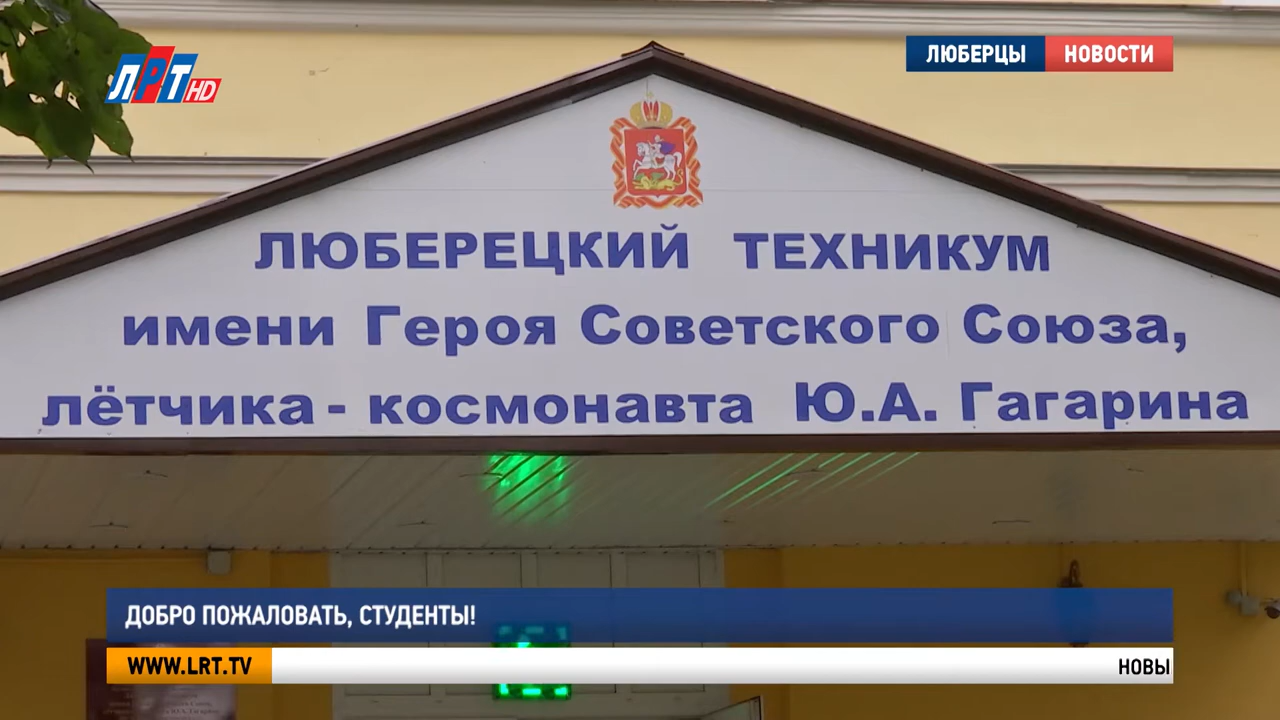 ЛРТ HD
ЛЮБЕРЦЫ НОВОСТИ
ЛЮБЕРЕЦКИЙ ТЕХНИКУМ
имени Героя Советского Союза,
лётчика - космонавта Ю.А. Гагарина
ДОБРО ПОЖАЛОВАТЬ, СТУДЕНТЫ!
WWW.LRT.TV
НОВЫ